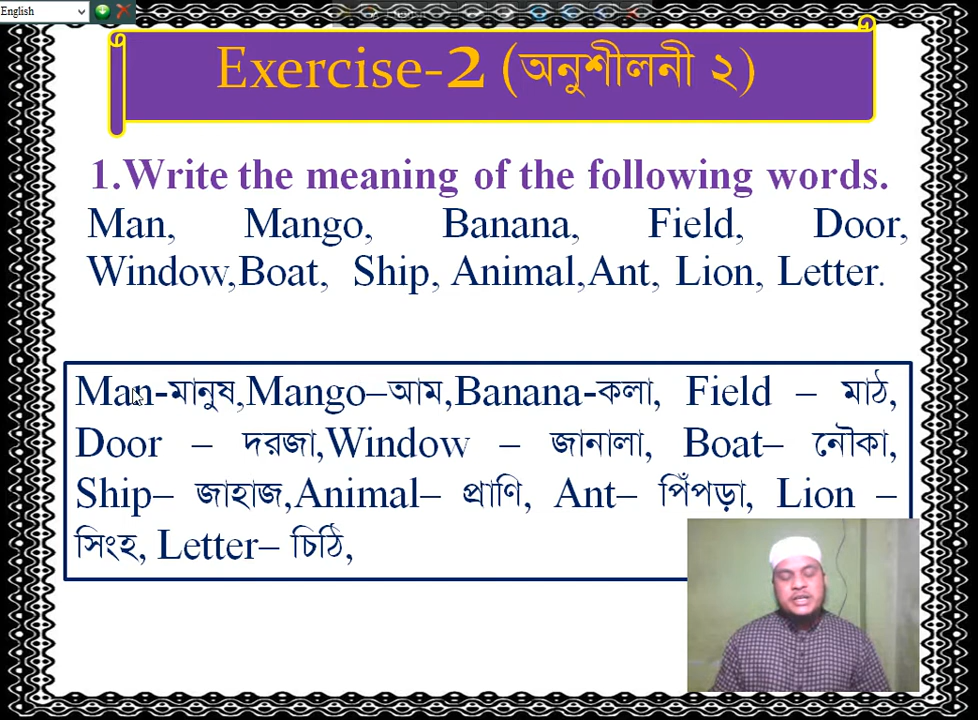 English
Exercise-2 (অনুশীলনী ২)
1.Write the meaning of the following words.
Man, Mango, Banana, Field, Door,
Window,Boat, Ship, Animal,Ant, Lion, Letter.
Man-মানুষ,Mango–আম,Banana-কলা, Field – মাঠ,
Door – দরজা,Window – জানালা, Boat– নৌকা,
Ship– জাহাজ,Animal– প্রাণি, Ant– পিঁপড়া, Lion –
সিংহ, Letter– চিঠি,